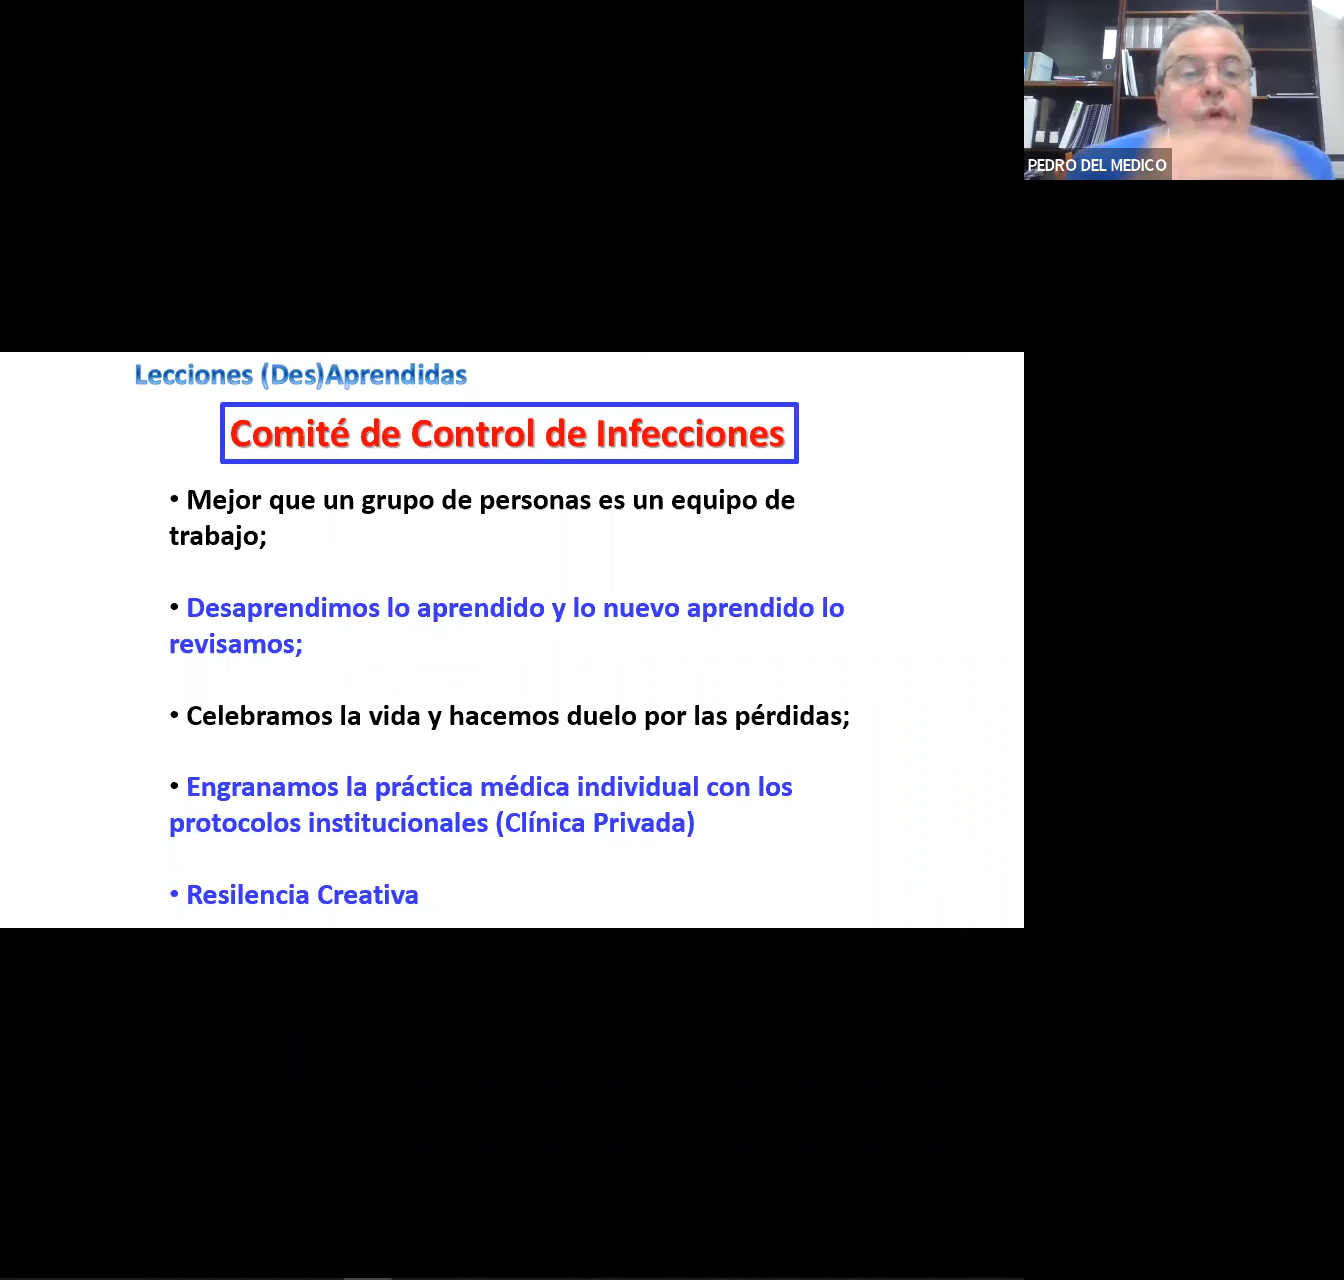 PEDRO DEL MEDICO
Lecciones (Des)Aprendidas
Comité de Control de Infecciones
• Mejor que un grupo de personas es un equipo de
trabajo;
• Desaprendimos lo aprendido y lo nuevo aprendido lo
revisamos;
• Celebramos la vida y hacemos duelo por las pérdidas;
• Engranamos la práctica médica individual con los
protocolos institucionales (Clínica Privada)
• Resilencia Creativa